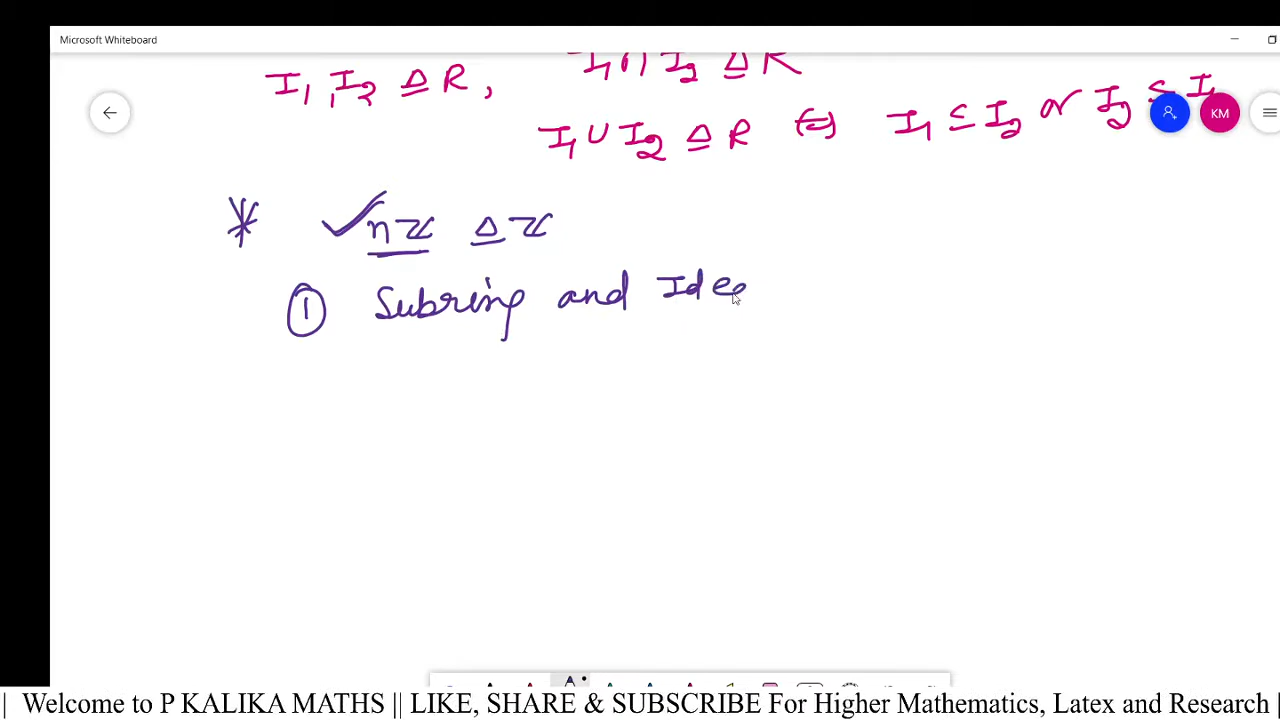 Microsoft Whiteboard
I₁ ∩ I₂ ⊴ R
I₁, I₂ ⊴ R,
I₁ ∪ I₂ ⊴ R ⇔ I₁ ⊆ I₂ or I₂ ⊆ I₁
KM
* ✓ nℤ ⊴ ℤ
① Subring and Ide
| Welcome to P KALIKA MATHS || LIKE, SHARE & SUBSCRIBE For Higher Mathematics, Latex and Research |